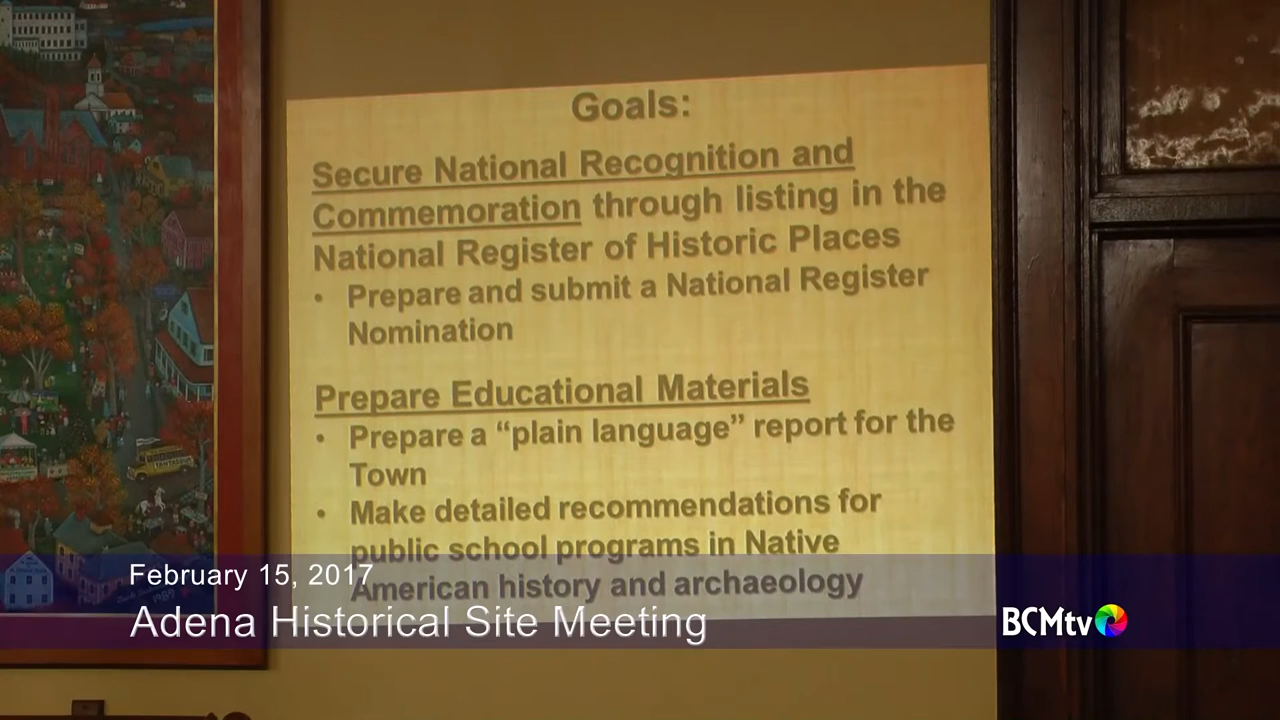 Goals:
Secure National Recognition and
Commemoration through listing in the
National Register of Historic Places
• Prepare and submit a National Register
Nomination
Prepare Educational Materials
• Prepare a “plain language” report for the
Town
• Make detailed recommendations for
public school programs in Native
American history and archaeology
February 15, 2017
Adena Historical Site Meeting
BCMtv
1989